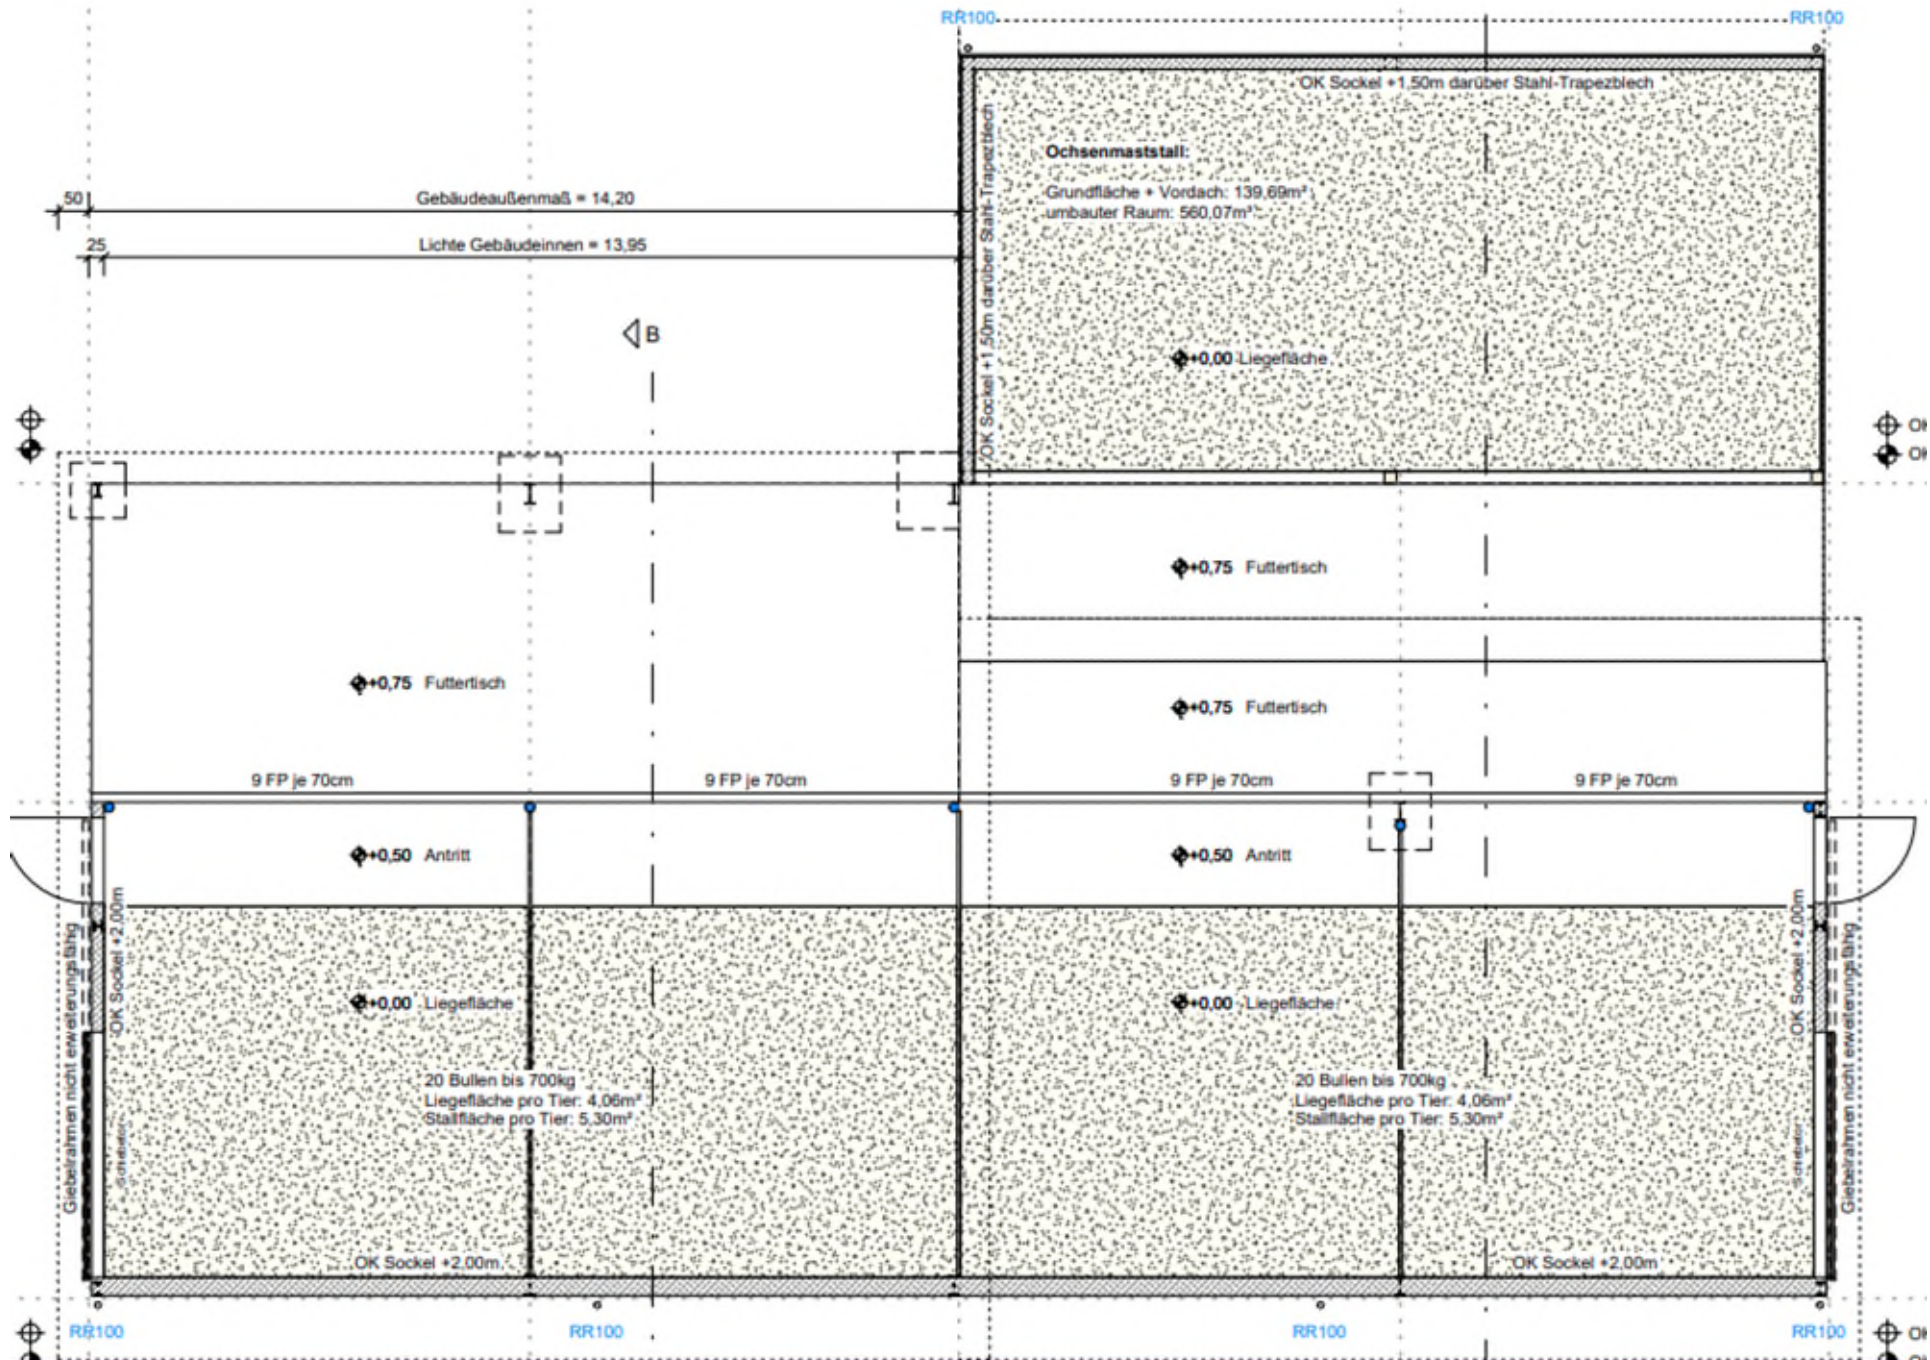 RR100
RR100
OK Sockel +1,50m darüber Stahl-Trapezblech
OK Sockel +1,50m darüber Stahl-Trapezblech
Ochsenmaststall:
Grundfläche + Vordach: 139,69m²
umbauter Raum: 560,07m³
50
Gebäudeaußenmaß = 14,20
25
Lichte Gebäudeinnen = 13,95
B
+0,00 Liegefläche
OK
OK
+0,75 Futtertisch
+0,75 Futtertisch
+0,75 Futtertisch
9 FP je 70cm
9 FP je 70cm
9 FP je 70cm
9 FP je 70cm
+0,50 Antritt
+0,50 Antritt
Giebelrahmen nicht erweiterungsfähig
OK Sockel +2,00m
OK Sockel +2,00m
Giebelrahmen nicht erweiterungsfähig
+0,00 Liegefläche
+0,00 Liegefläche
20 Bullen bis 700kg
Liegefläche pro Tier: 4,06m²
Stallfläche pro Tier: 5,30m²
20 Bullen bis 700kg
Liegefläche pro Tier: 4,06m²
Stallfläche pro Tier: 5,30m²
Schiebetor
Schiebetor
OK Sockel +2,00m
OK Sockel +2,00m
RR100
RR100
RR100
RR100
OK